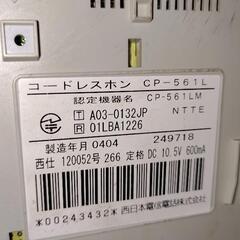 コードレスホン CP-561L
認定機器名 CP-561LM
T A03-0132JP NTTE
R 01LBA1226
製造年月 0404 249718
西仕 120052号 266 定格 DC 10.5V 600mA
*00243432* 西日本電信電話株式会社